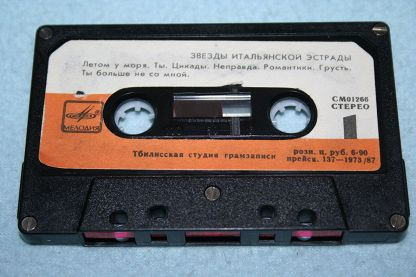 ЗВЕЗДЫ ИТАЛЬЯНСКОЙ ЭСТРАДЫ
Летом у моря. Ты. Цикады. Неправда. Романтики. Грусть.
Ты больше не со мной.
МЕЛОДИЯ
СМ01266
СТЕРЕО
1
Тбилисская студия грамзаписи
розн. ц. руб. 6-90
прейск. 137—1973/87